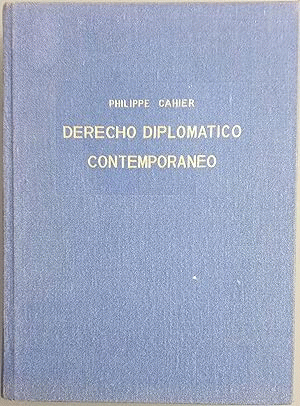 PHILIPPE CAHIER
DERECHO DIPLOMATICO
CONTEMPORANEO